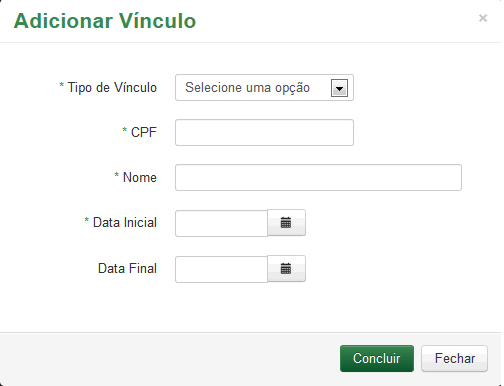 Adicionar Vínculo ×
* Tipo de Vínculo Selecione uma opção
* CPF
* Nome
* Data Inicial
Data Final
Concluir Fechar